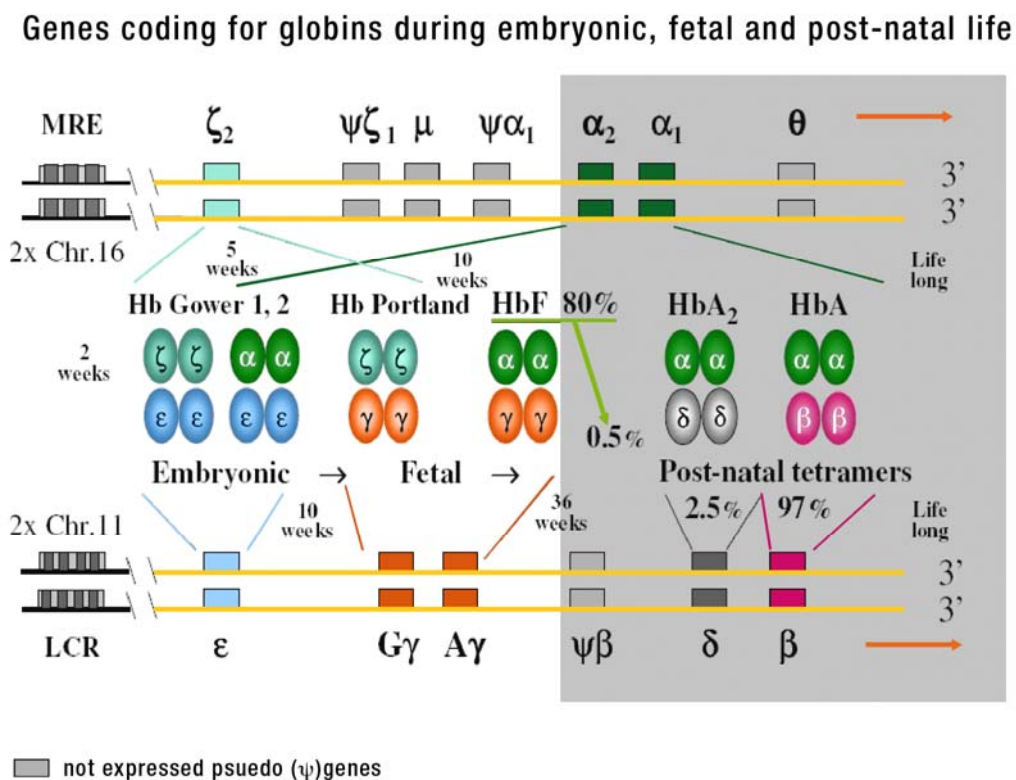 Genes coding for globins during embryonic, fetal and post-natal life
MRE ζ2 ψζ1 μ ψα1 α2 α1 θ
3’
3’
2x Chr.16
5 weeks
10 weeks
Life long
Hb Gower 1, 2 Hb Portland HbF 80% HbA2 HbA
2 weeks
ζ ζ α α ζ ζ α α α α α α
ε ε ε ε γ γ γ γ δ δ β β
0.5%
Embryonic → Fetal → Post-natal tetramers
2x Chr.11
10 weeks
36 weeks
2.5% 97%
Life long
3’
3’
LCR ε Gγ Aγ ψβ δ β
not expressed psuedo (ψ)genes